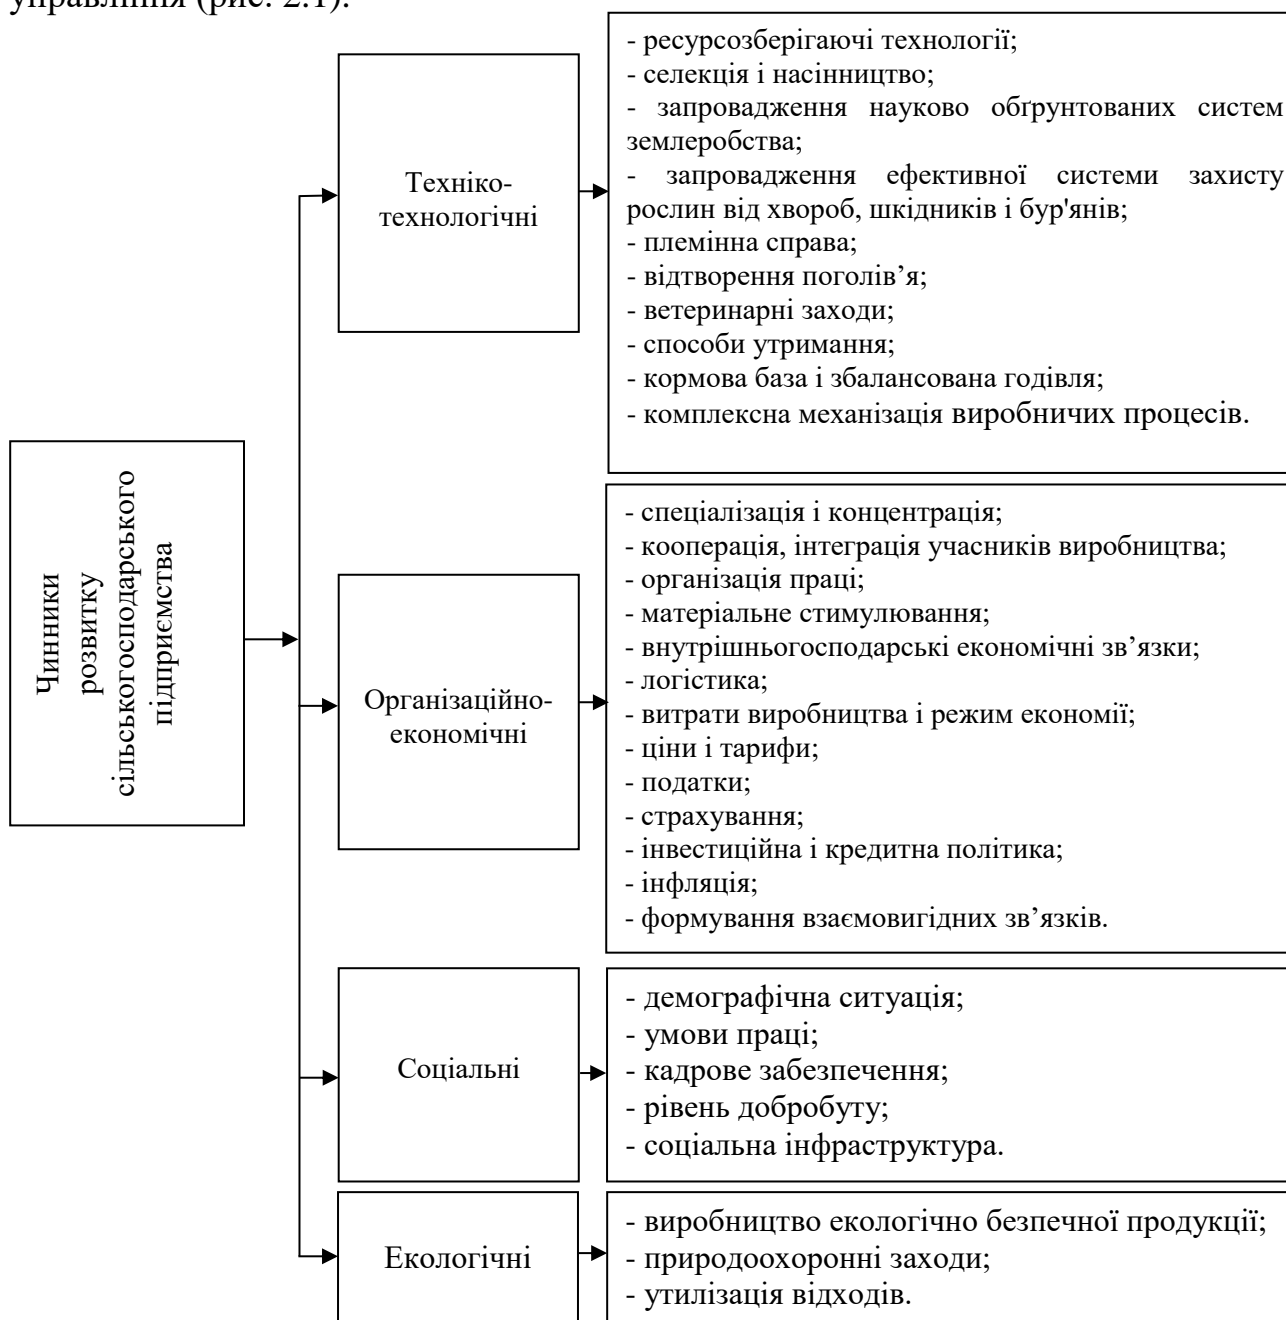 управління (рис. 2.1).
Чинники
розвитку
сільськогосподарського
підприємства
Техніко-
технологічні
- ресурсозберігаючі технології;
- селекція і насінництво;
- запровадження науково обґрунтованих систем
землеробства;
- запровадження ефективної системи захисту
рослин від хвороб, шкідників і бур'янів;
- племінна справа;
- відтворення поголів’я;
- ветеринарні заходи;
- способи утримання;
- кормова база і збалансована годівля;
- комплексна механізація виробничих процесів.
Організаційно-
економічні
- спеціалізація і концентрація;
- кооперація, інтеграція учасників виробництва;
- організація праці;
- матеріальне стимулювання;
- внутрішньогосподарські економічні зв’язки;
- логістика;
- витрати виробництва і режим економії;
- ціни і тарифи;
- податки;
- страхування;
- інвестиційна і кредитна політика;
- інфляція;
- формування взаємовигідних зв’язків.
Соціальні
- демографічна ситуація;
- умови праці;
- кадрове забезпечення;
- рівень добробуту;
- соціальна інфраструктура.
Екологічні
- виробництво екологічно безпечної продукції;
- природоохоронні заходи;
- утилізація відходів.